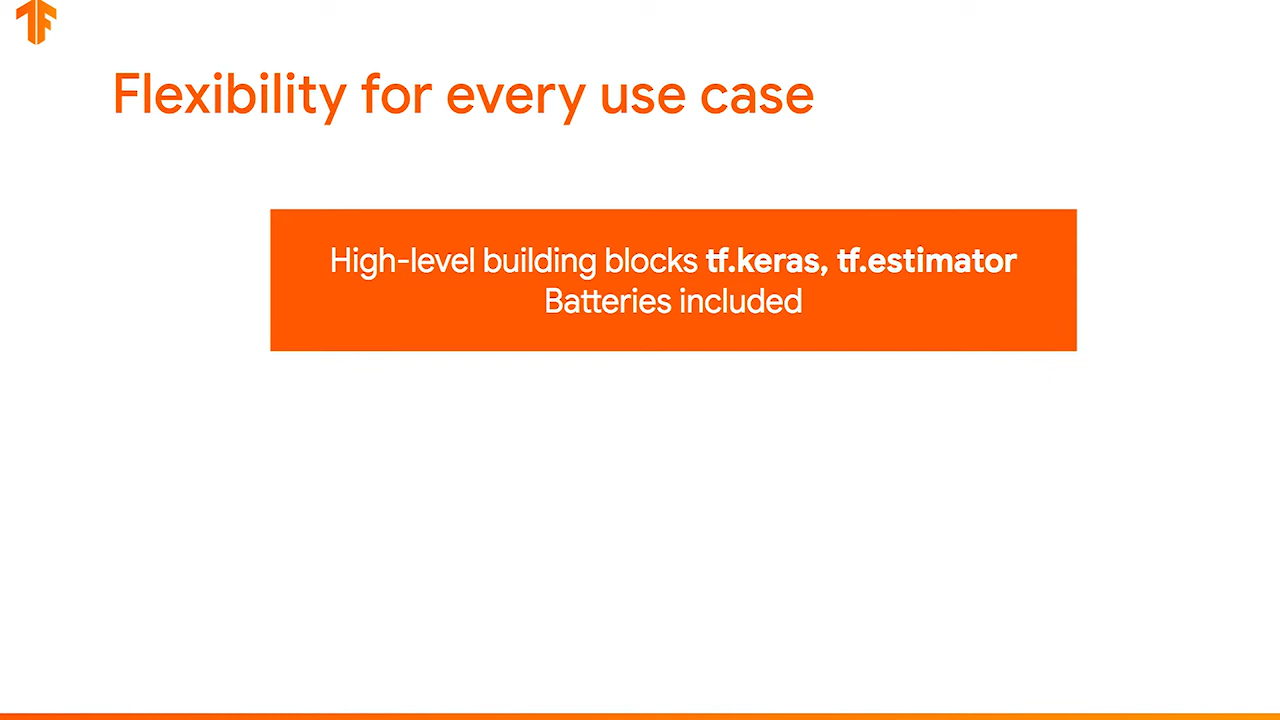 Flexibility for every use case
High-level building blocks tf.keras, tf.estimator
Batteries included